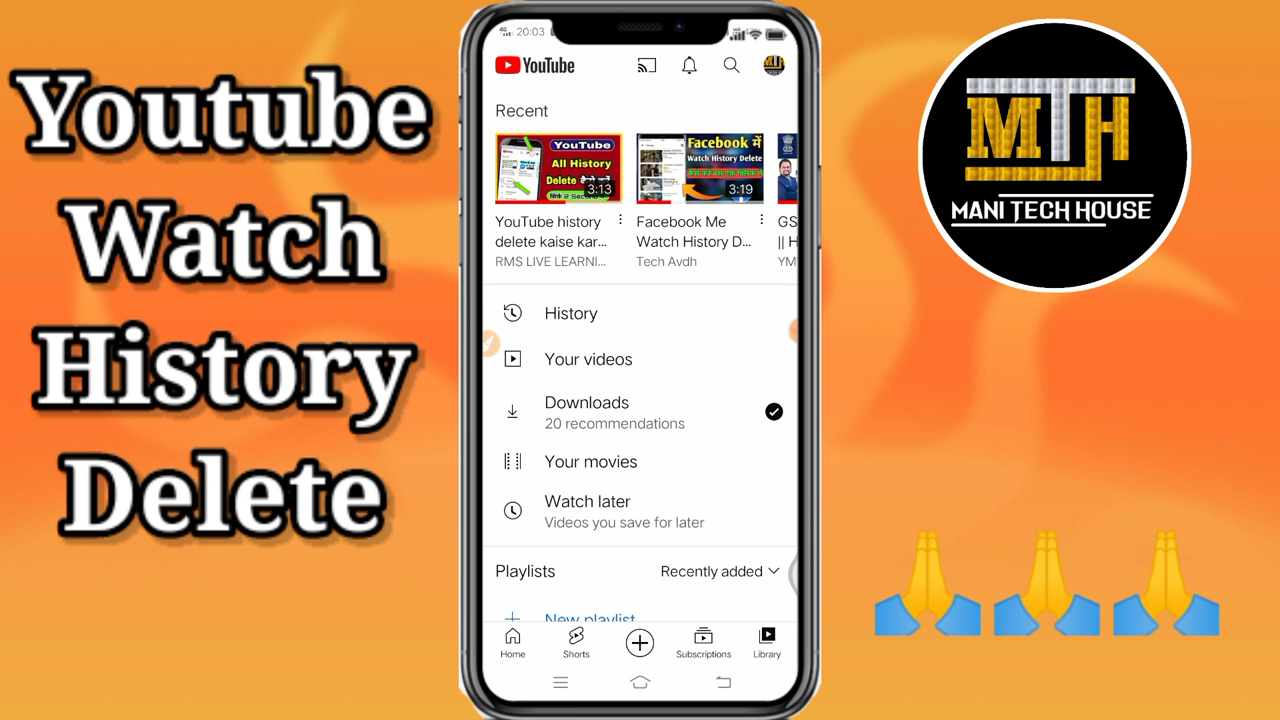 Youtube
Watch
History
Delete
20:03
YouTube
Recent
YouTube
All History
Delete
3:13
Facebook में
Watch History Delete
3:19
YouTube history
delete kaise kar...
RMS LIVE LEARNI...
Facebook Me
Watch History D...
Tech Avdh
GS
|| H
YM
History
Your videos
Downloads
20 recommendations
Your movies
Watch later
Videos you save for later
Playlists
Recently added
New playlist
Home
Shorts
Subscriptions
Library
MTH
MANI TECH HOUSE